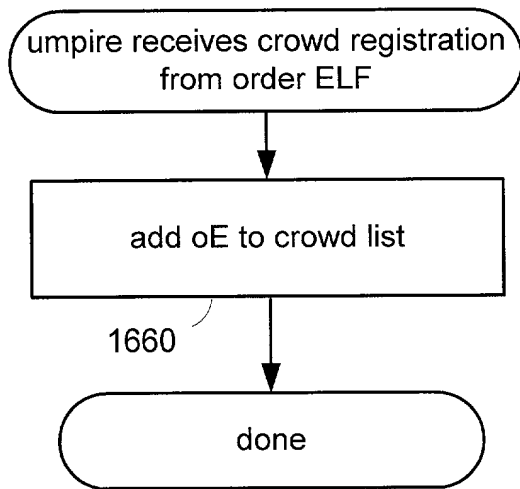 umpire receives crowd registration
from order ELF
add oE to crowd list
1660
done